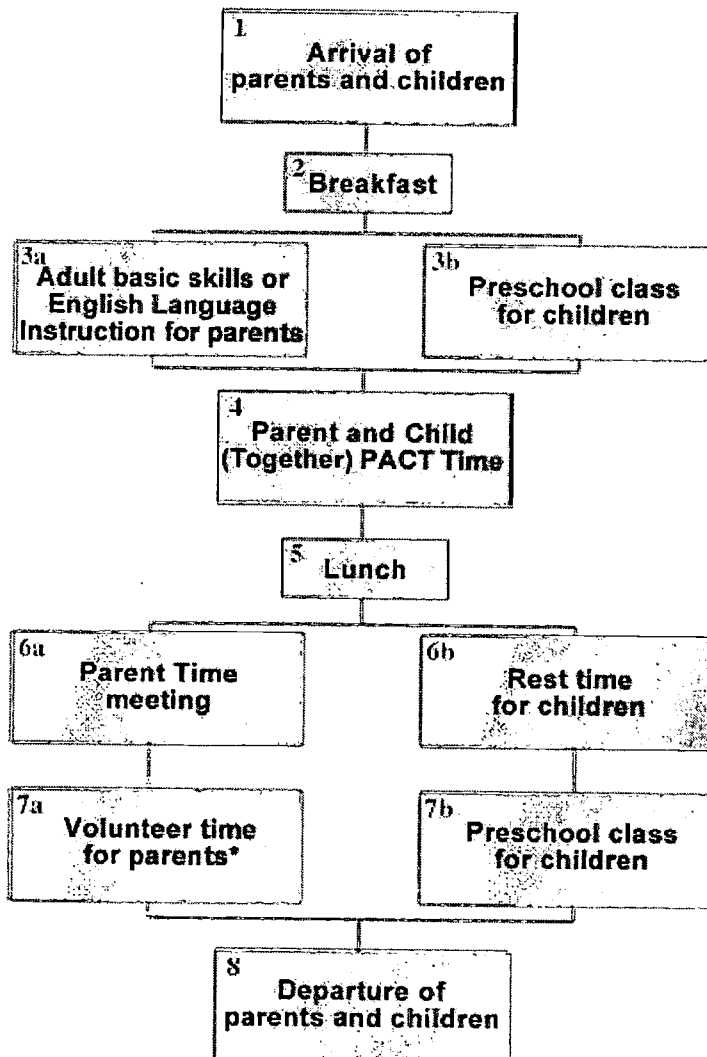 1
Arrival of
parents and children
2
Breakfast
3a
Adult basic skills or
English Language
Instruction for parents
3b
Preschool class
for children
4
Parent and Child
(Together) PACT Time
5
Lunch
6a
Parent Time
meeting
6b
Rest time
for children
7a
Volunteer time
for parents*
7b
Preschool class
for children
8
Departure of
parents and children